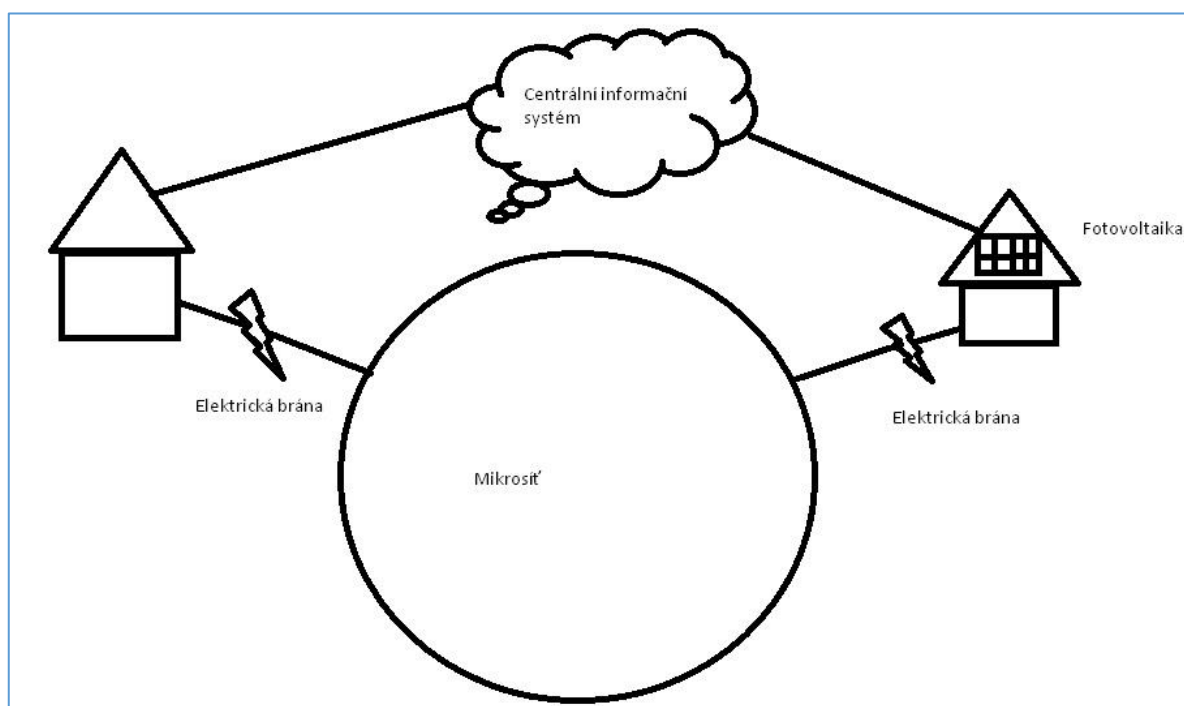 Centrální informační
systém
Fotovoltaika
Elektrická brána
Elektrická brána
Mikrosíť